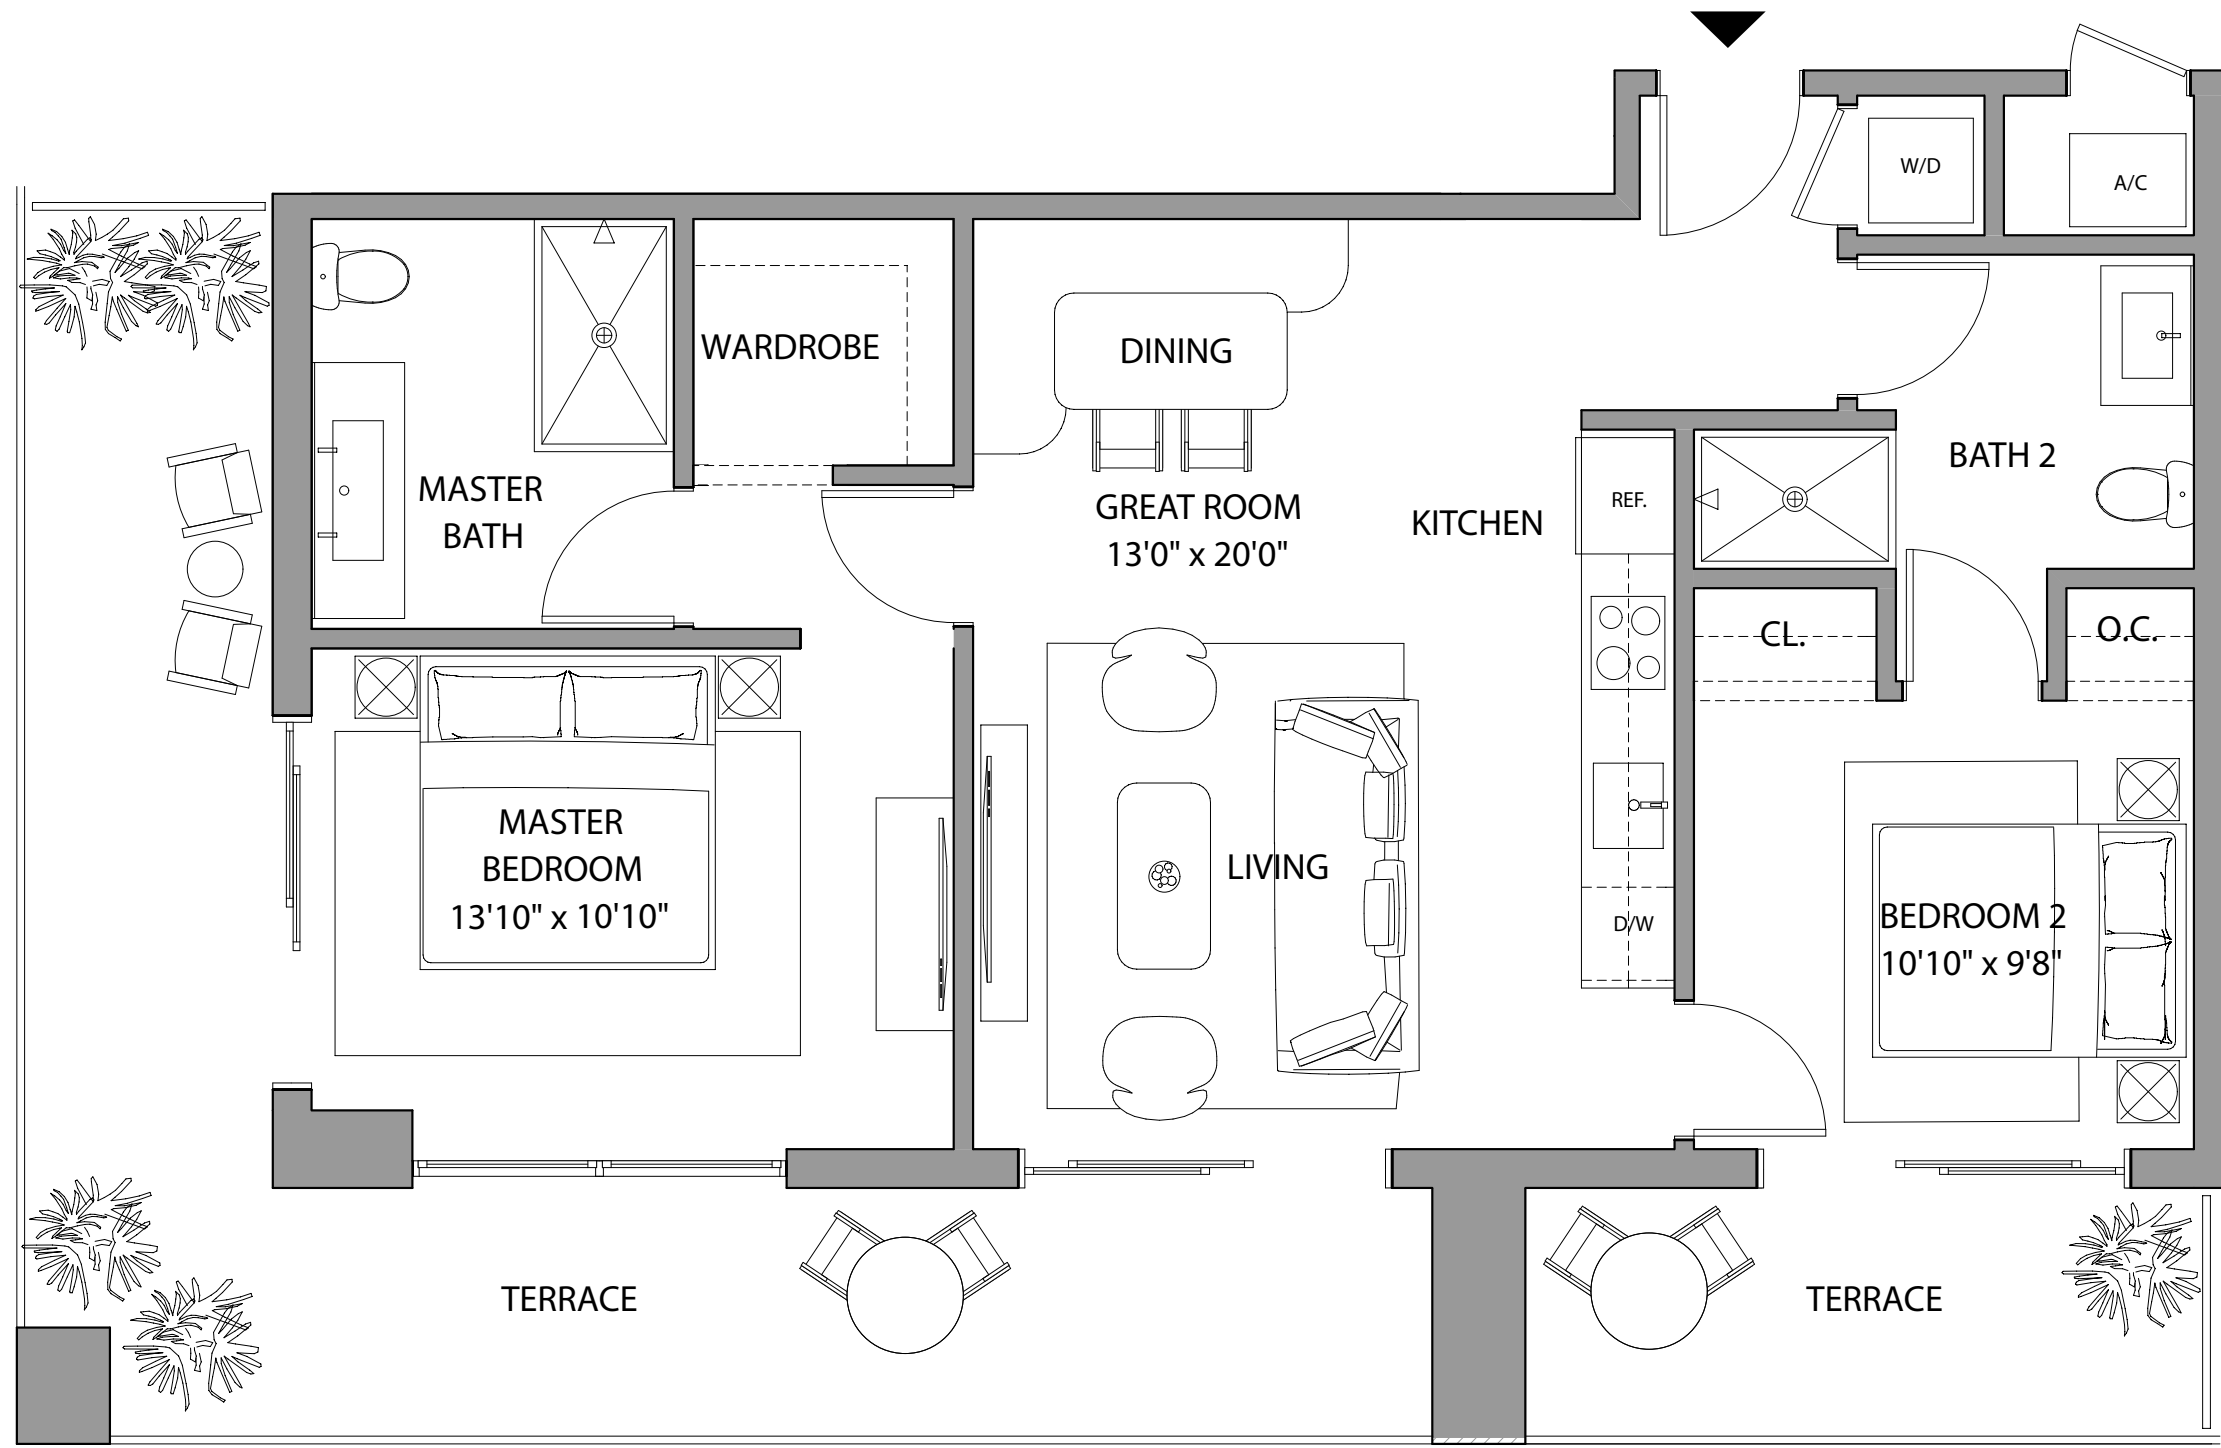 W/D
A/C
WARDROBE
DINING
MASTER
BATH
GREAT ROOM
13'0" x 20'0"
KITCHEN
REF.
BATH 2
CL.
O.C.
MASTER
BEDROOM
13'10" x 10'10"
LIVING
D/W
BEDROOM 2
10'10" x 9'8"
TERRACE
TERRACE